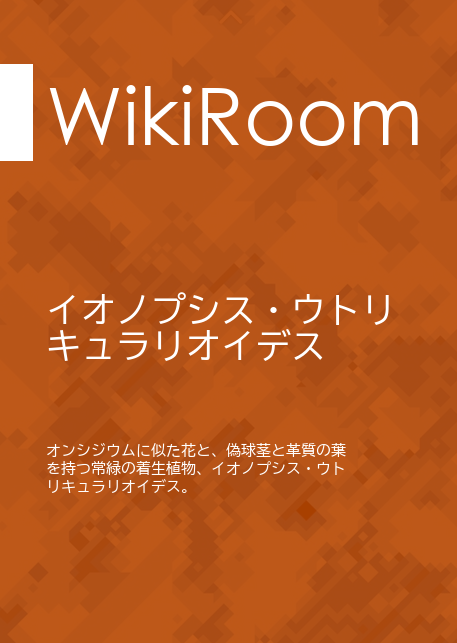 WikiRoom
イオノプシス・ウトリ
キュラリオイデス
オンシジウムに似た花と、偽球茎と革質の葉
を持つ常緑の着生植物、イオノプシス・ウト
リキュラリオイデス。